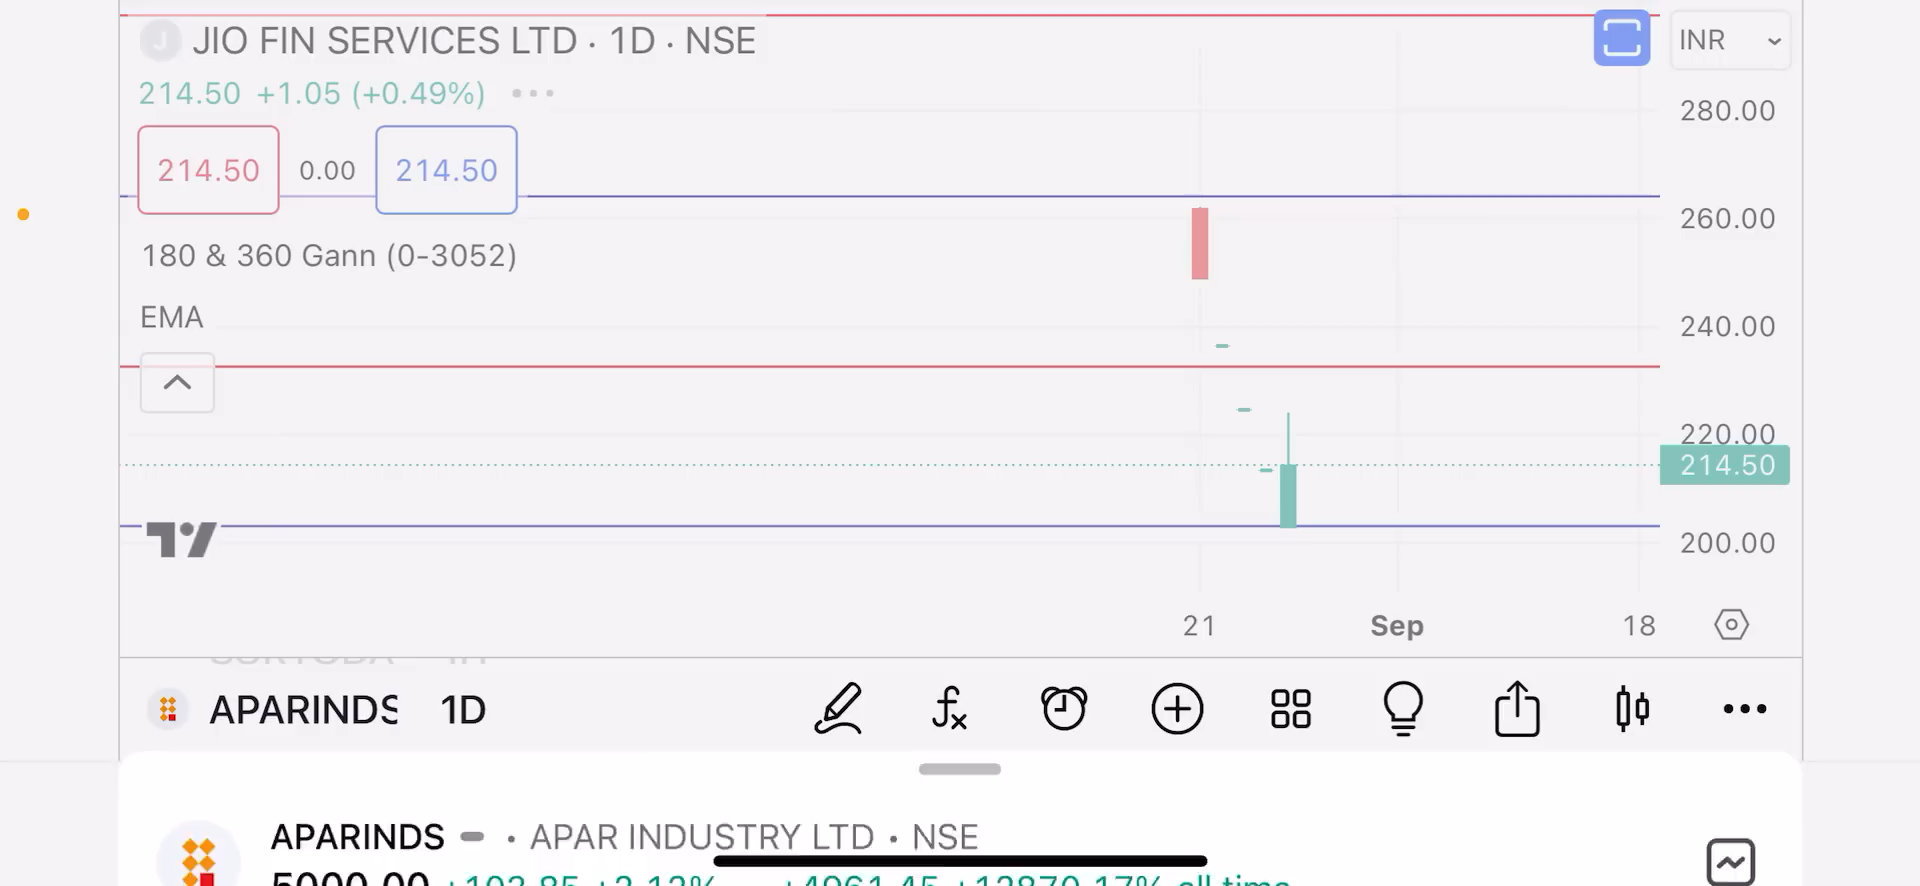 JIO FIN SERVICES LTD · 1D · NSE
INR
214.50 +1.05 (+0.49%)
280.00
214.50 0.00 214.50
260.00
180 & 360 Gann (0-3052)
EMA
240.00
220.00
214.50
200.00
21 Sep 18
APARINDS 1D
APARINDS · APAR INDUSTRY LTD · NSE
5000.00 +103.85 +2.12% +4961.45 +12870.17% all time